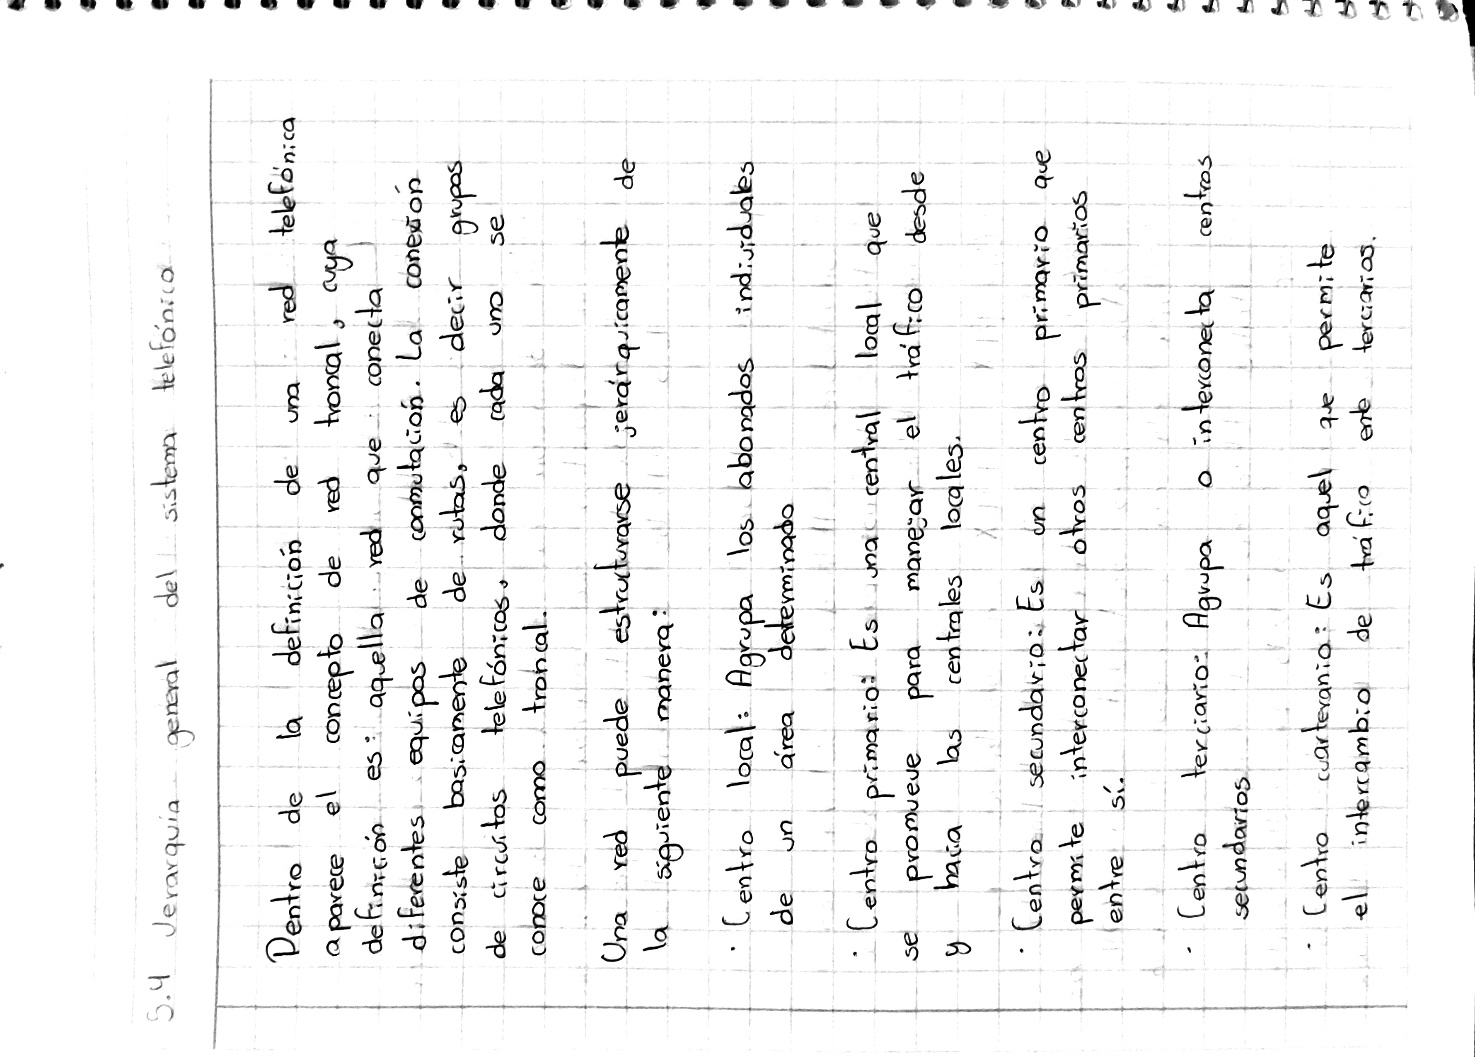 5.4 Jerarquía general del sistema telefónico
Dentro de la definición de una red telefónica
aparece el concepto de red troncal, cuya
definición es: aquella red que conecta
diferentes equipos de conmutación. La conexión
consiste basicamente de rutas, es decir grupos
de circuitos telefónicos, donde cada uno se
conoce como troncal.
Una red puede estructurarse jerárquicamente de
la siguiente manera:
· Centro local: Agrupa los abonados individuales
de un área determinado
· Centro primario: Es una central local que
se promueve para manejar el tráfico desde
y hacia las centrales locales.
· Centro secundario: Es un centro primario que
permite interconectar otros centros primarios
entre sí.
· Centro terciario: Agrupa o interconecta centros
secundarios
· Centro cuartenario: Es aquel que permite
el intercambio de tráfico ente terciarios.